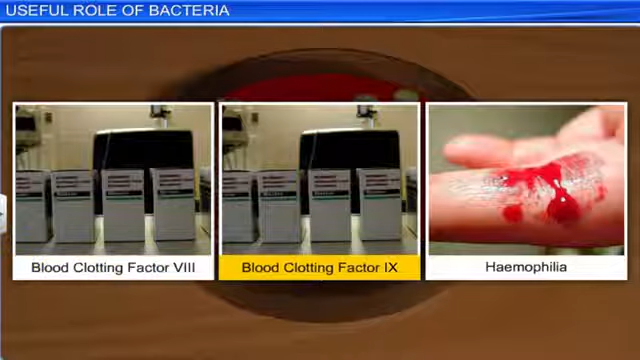 USEFUL ROLE OF BACTERIA
Blood Clotting Factor VIII
Blood Clotting Factor IX
Haemophilia